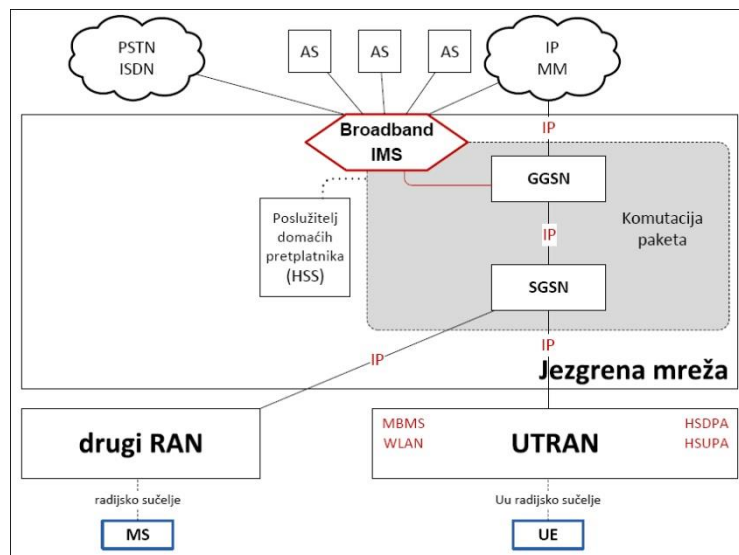 PSTN
ISDN
AS
AS
AS
IP
MM
Broadband
IMS
IP
GGSN
Poslužitelj
domaćih
pretplatnika
(HSS)
IP
Komutacija
paketa
SGSN
IP
IP
Jezgrena mreža
drugi RAN
MBMS
WLAN
UTRAN
HSDPA
HSUPA
radijsko sučelje
Uu radijsko sučelje
MS
UE